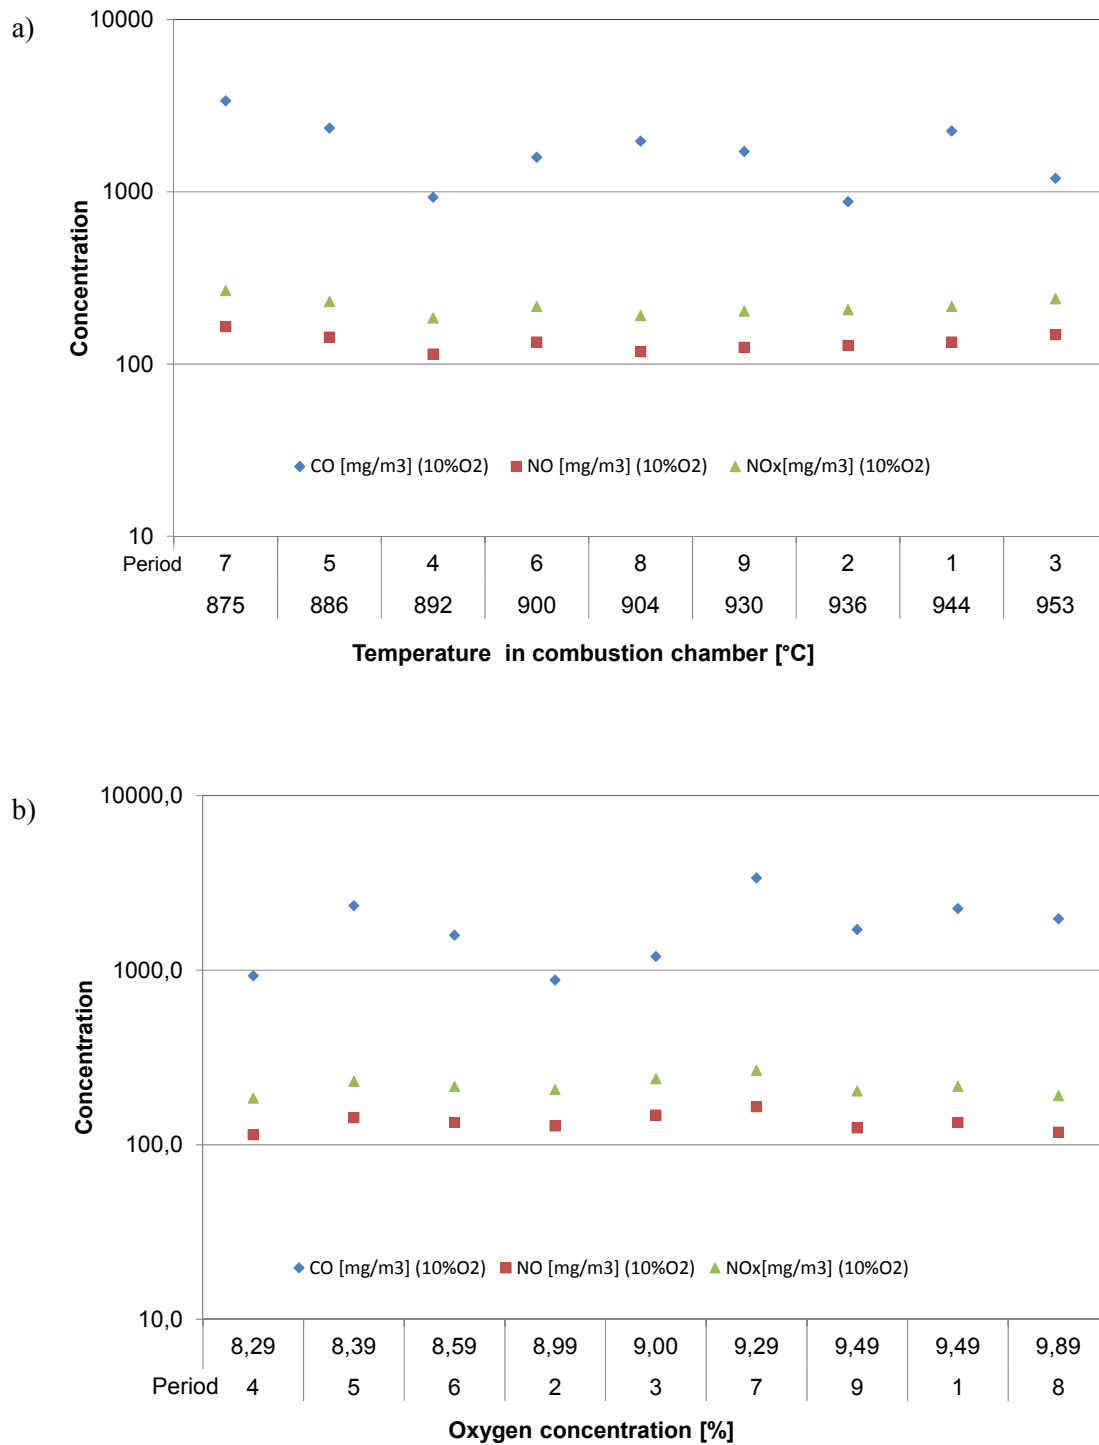 a)
10000
1000
100
10
Concentration
CO [mg/m3] (10%O2) NO [mg/m3] (10%O2) NOx[mg/m3] (10%O2)
Period 7 5 4 6 8 9 2 1 3
875 886 892 900 904 930 936 944 953
Temperature in combustion chamber [°C]
b)
10000,0
1000,0
100,0
10,0
Concentration
CO [mg/m3] (10%O2) NO [mg/m3] (10%O2) NOx[mg/m3] (10%O2)
8,29 8,39 8,59 8,99 9,00 9,29 9,49 9,49 9,89
Period 4 5 6 2 3 7 9 1 8
Oxygen concentration [%]